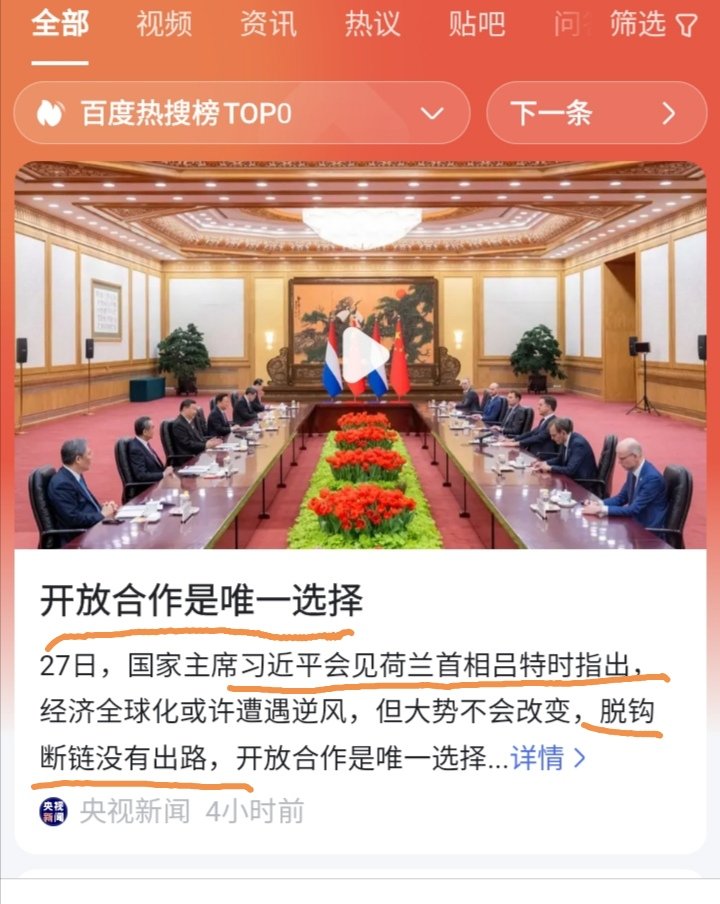 全部 视频 资讯 热议 贴吧 问 筛选
百度热搜榜TOP0 下一条
开放合作是唯一选择
27日，国家主席习近平会见荷兰首相吕特时指出，
经济全球化或许遭遇逆风，但大势不会改变，脱钩
断链没有出路，开放合作是唯一选择...详情
央视新闻
央视新闻 4小时前